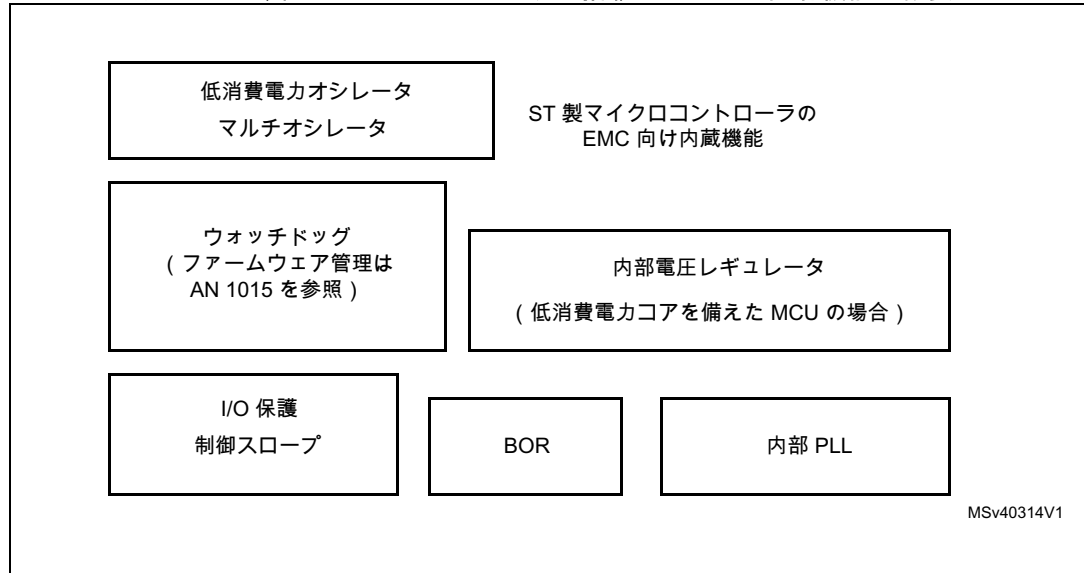 低消費電力オシレータ
マルチオシレータ
ST 製マイクロコントローラの
EMC 向け内蔵機能
ウォッチドッグ
( ファームウェア管理は
AN 1015 を参照 )
内部電圧レギュレータ
( 低消費電力コアを備えた MCU の場合 )
I/O 保護
制御スロープ
BOR
内部 PLL
MSv40314V1